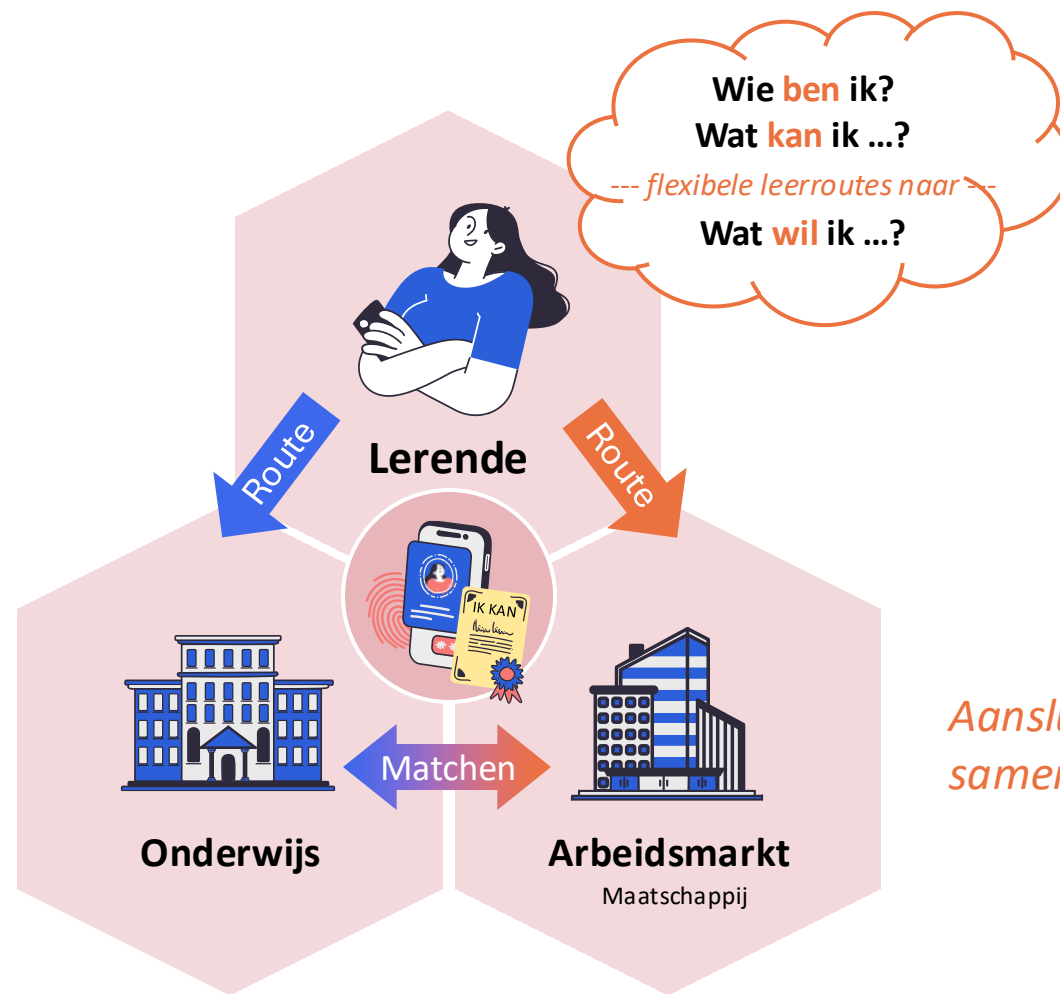 Wie ben ik?
Wat kan ik ...?
--- flexibele leerroutes naar ---
Wat wil ik ...?
Route
Route
Lerende
IK KAN
Matchen
Onderwijs
Arbeidsmarkt
Maatschappij